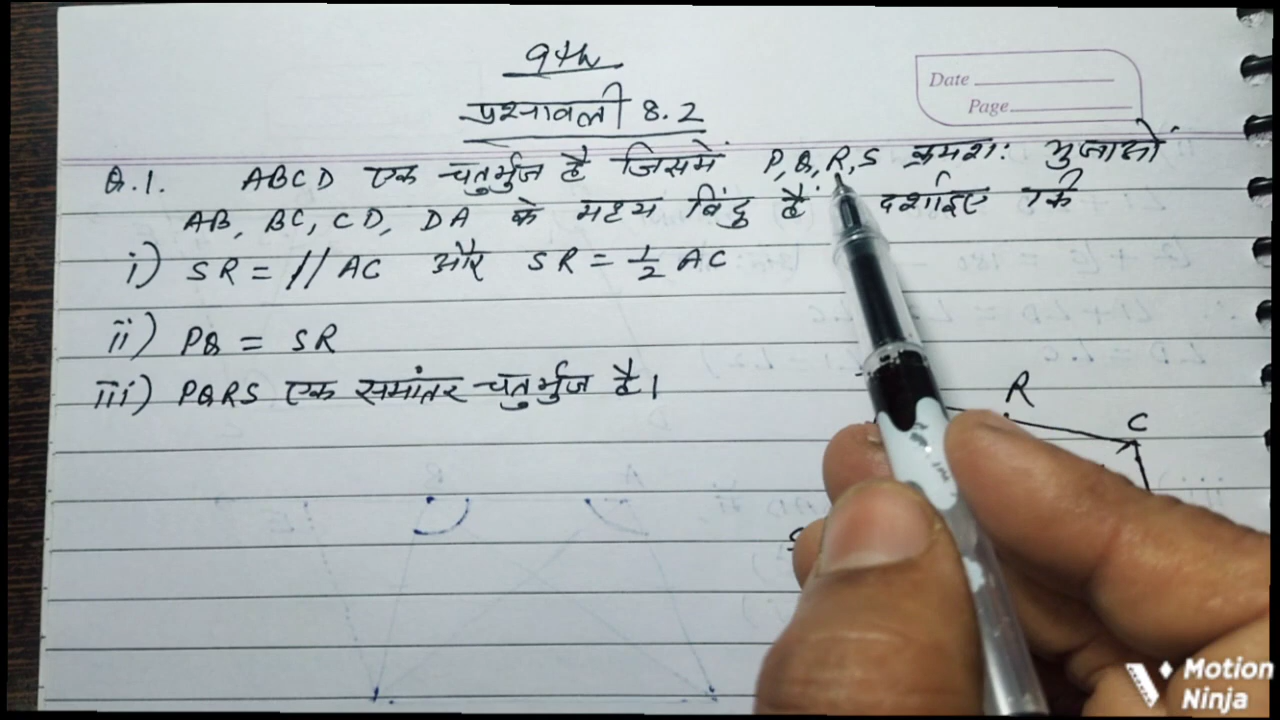 9th
प्रश्नावली 8.2
Date
Page
Q.1. ABCD एक चतुर्भुज है जिसमें P, Q, R, S क्रमश: भुजाओं
AB, BC, CD, DA के मध्य बिंदु हैं दर्शाइए कि
i) SR = // AC और SR = 1/2 AC
ii) PQ = SR
iii) PQRS एक समांतर चतुर्भुज है।
R
C
Motion
Ninja